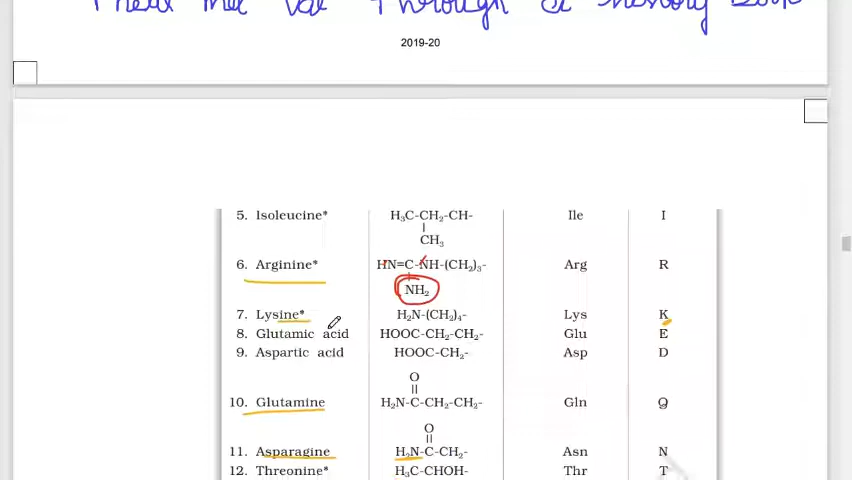 Through a
2019-20
5. Isoleucine* H₃C-CH₂-CH- Ile I
CH₃
6. Arginine* HN=C-NH-(CH₂)₃- Arg R
NH₂
7. Lysine* H₂N-(CH₂)₄- Lys K
8. Glutamic acid HOOC-CH₂-CH₂- Glu E
9. Aspartic acid HOOC-CH₂- Asp D
O
10. Glutamine H₂N-C-CH₂-CH₂- Gln Q
O
11. Asparagine H₂N-C-CH₂- Asn N
12. Threonine* H₃C-CHOH- Thr T